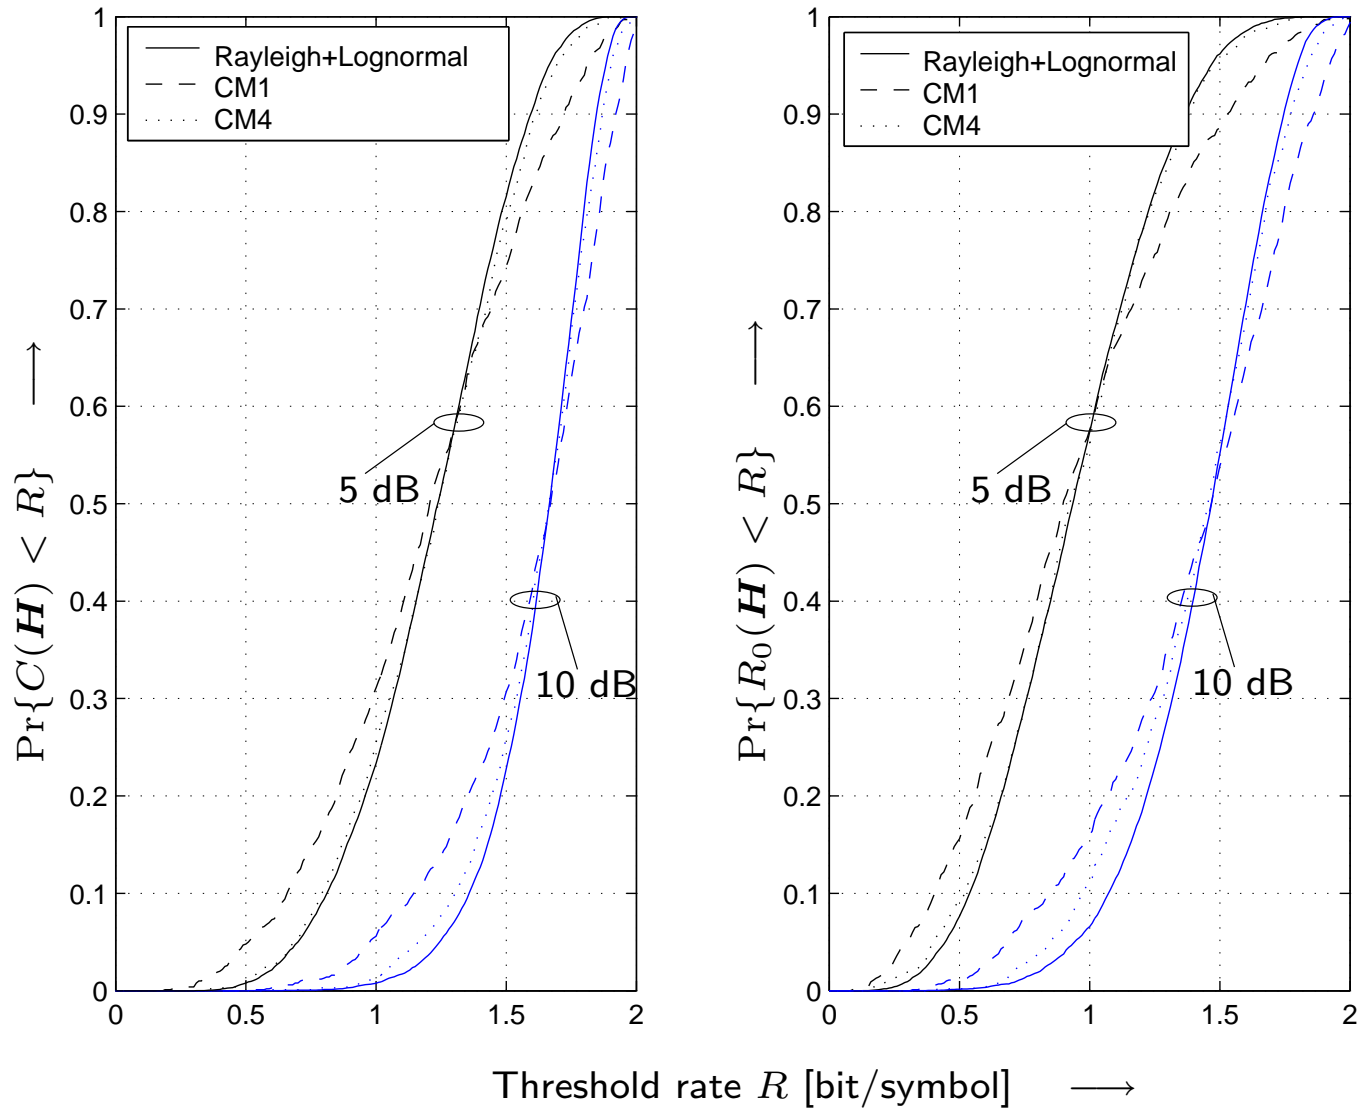 1
0.9
0.8
0.7
0.6
0.5
0.4
0.3
0.2
0.1
0
0
0.5
1
1.5
2
Rayleigh+Lognormal
CM1
CM4
5 dB
10 dB
Pr{C(H) < R} ⟶
1
0.9
0.8
0.7
0.6
0.5
0.4
0.3
0.2
0.1
0
0
0.5
1
1.5
2
Rayleigh+Lognormal
CM1
CM4
5 dB
10 dB
Pr{R₀(H) < R} ⟶
Threshold rate R [bit/symbol] ⟶